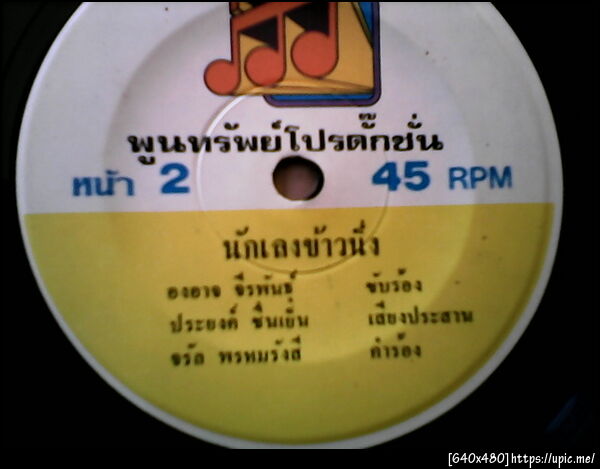 พูนทรัพย์โปรดั๊กชั่น
หน้า 2 45 RPM
นักเลงข้าวนึ่ง
องอาจ จีรพันธ์ ขับร้อง
ประยงค์ ชื่นเย็น เสียงประสาน
จรัล พรหมรังสี คำร้อง
[640x480]https://upic.me/